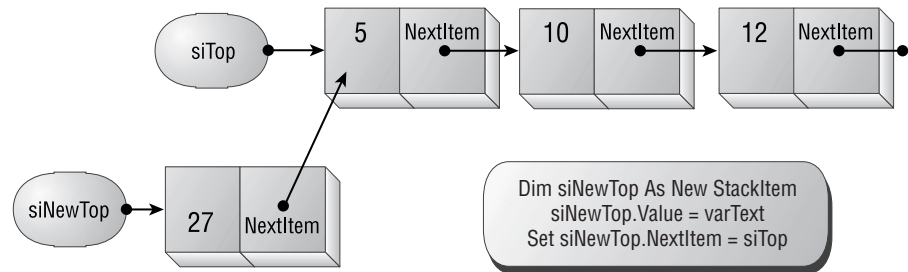 siTop
5
NextItem
10
NextItem
12
NextItem
siNewTop
27
NextItem
Dim siNewTop As New StackItem
siNewTop.Value = varText
Set siNewTop.NextItem = siTop